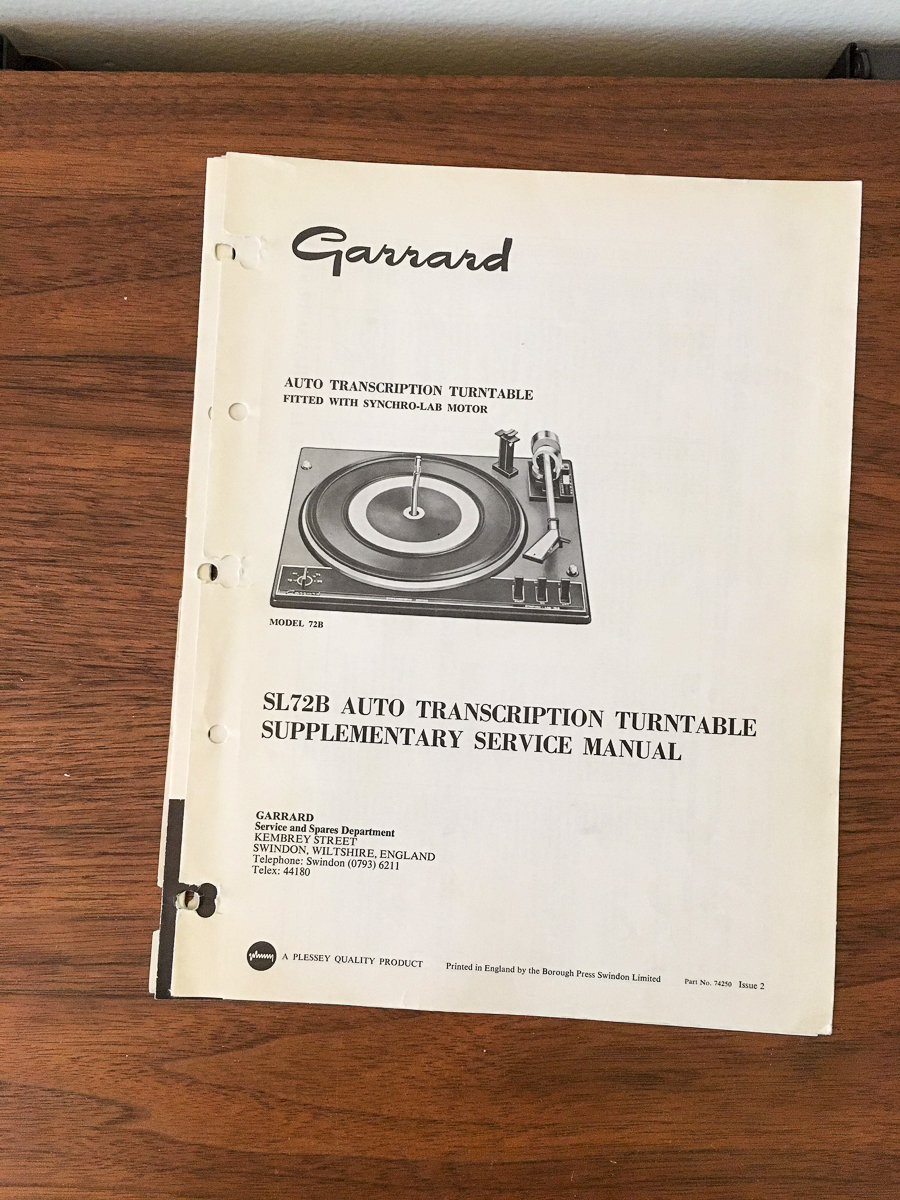 Garrard
AUTO TRANSCRIPTION TURNTABLE
FITTED WITH SYNCHRO-LAB MOTOR
MODEL 72B
SL72B AUTO TRANSCRIPTION TURNTABLE
SUPPLEMENTARY SERVICE MANUAL
GARRARD
Service and Spares Department
KEMBREY STREET
SWINDON, WILTSHIRE, ENGLAND
Telephone: Swindon (0793) 6211
Telex: 44180
A PLESSEY QUALITY PRODUCT Printed in England by the Borough Press Swindon Limited Part No. 74250 Issue 2